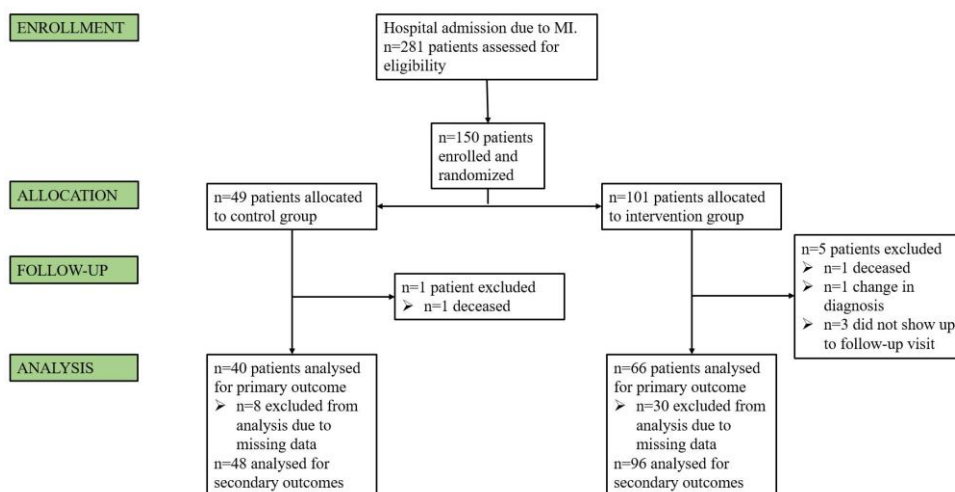 ENROLLMENT
Hospital admission due to MI.
n=281 patients assessed for
eligibility
n=150 patients
enrolled and
randomized
ALLOCATION
n=49 patients allocated
to control group
n=101 patients allocated
to intervention group
FOLLOW-UP
n=1 patient excluded
➢ n=1 deceased
n=5 patients excluded
➢ n=1 deceased
➢ n=1 change in
diagnosis
➢ n=3 did not show up
to follow-up visit
ANALYSIS
n=40 patients analysed
for primary outcome
➢ n=8 excluded from
analysis due to
missing data
n=48 analysed for
secondary outcomes
n=66 patients analysed
for primary outcome
➢ n=30 excluded from
analysis due to
missing data
n=96 analysed for
secondary outcomes